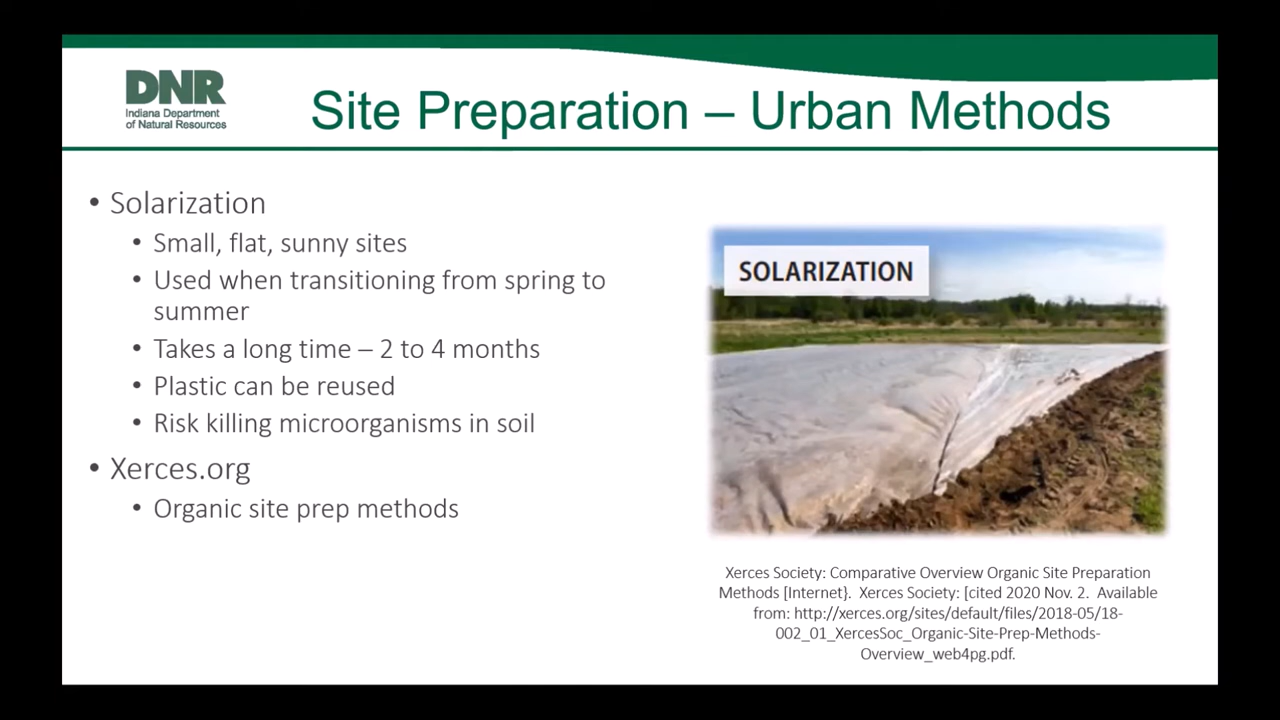 DNR
Indiana Department
of Natural Resources
Site Preparation – Urban Methods
• Solarization
• Small, flat, sunny sites
• Used when transitioning from spring to
summer
• Takes a long time – 2 to 4 months
• Plastic can be reused
• Risk killing microorganisms in soil
• Xerces.org
• Organic site prep methods
SOLARIZATION
Xerces Society: Comparative Overview Organic Site Preparation
Methods [Internet}. Xerces Society: [cited 2020 Nov. 2. Available
from: http://xerces.org/sites/default/files/2018-05/18-
002_01_XercesSoc_Organic-Site-Prep-Methods-
Overview_web4pg.pdf.